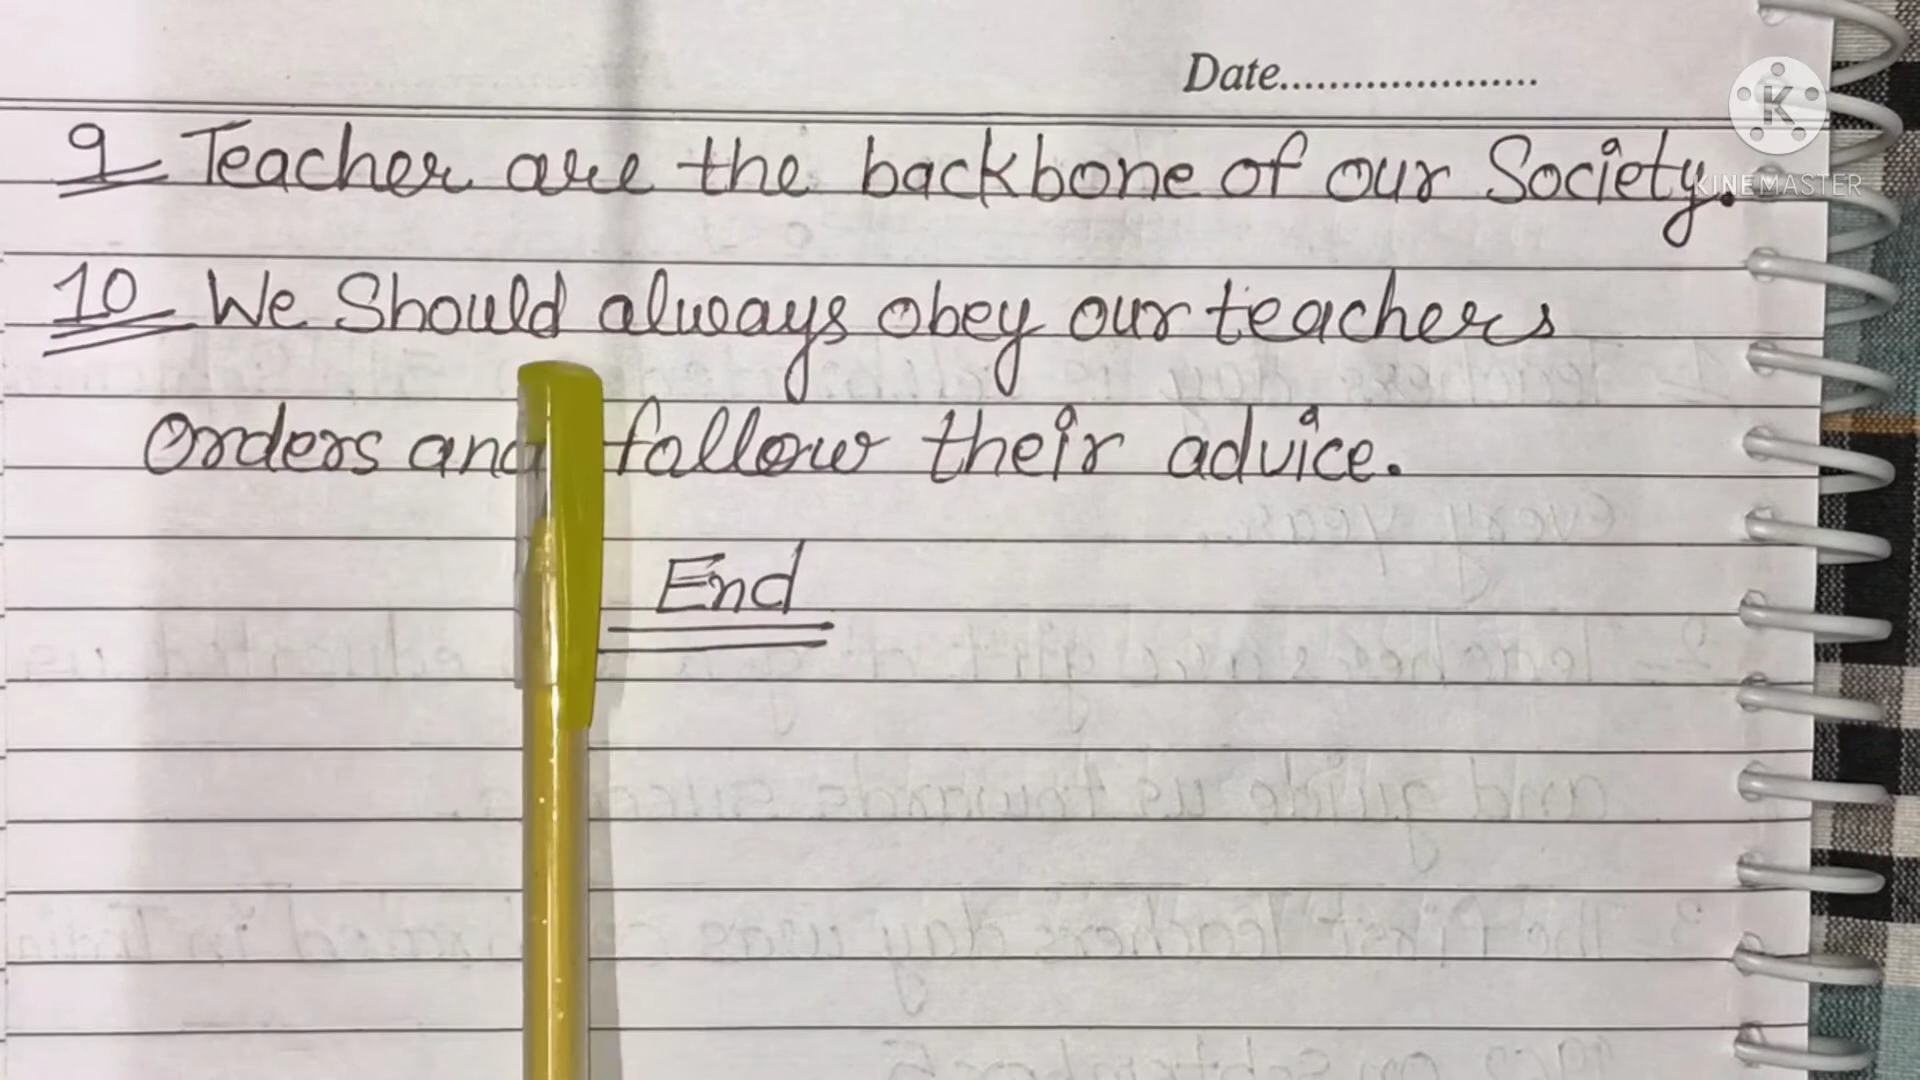 Date.....................
K
KINEMASTER
9 Teacher are the backbone of our Society.
10 We Should always obey our teachers
orders and follow their advice.
End